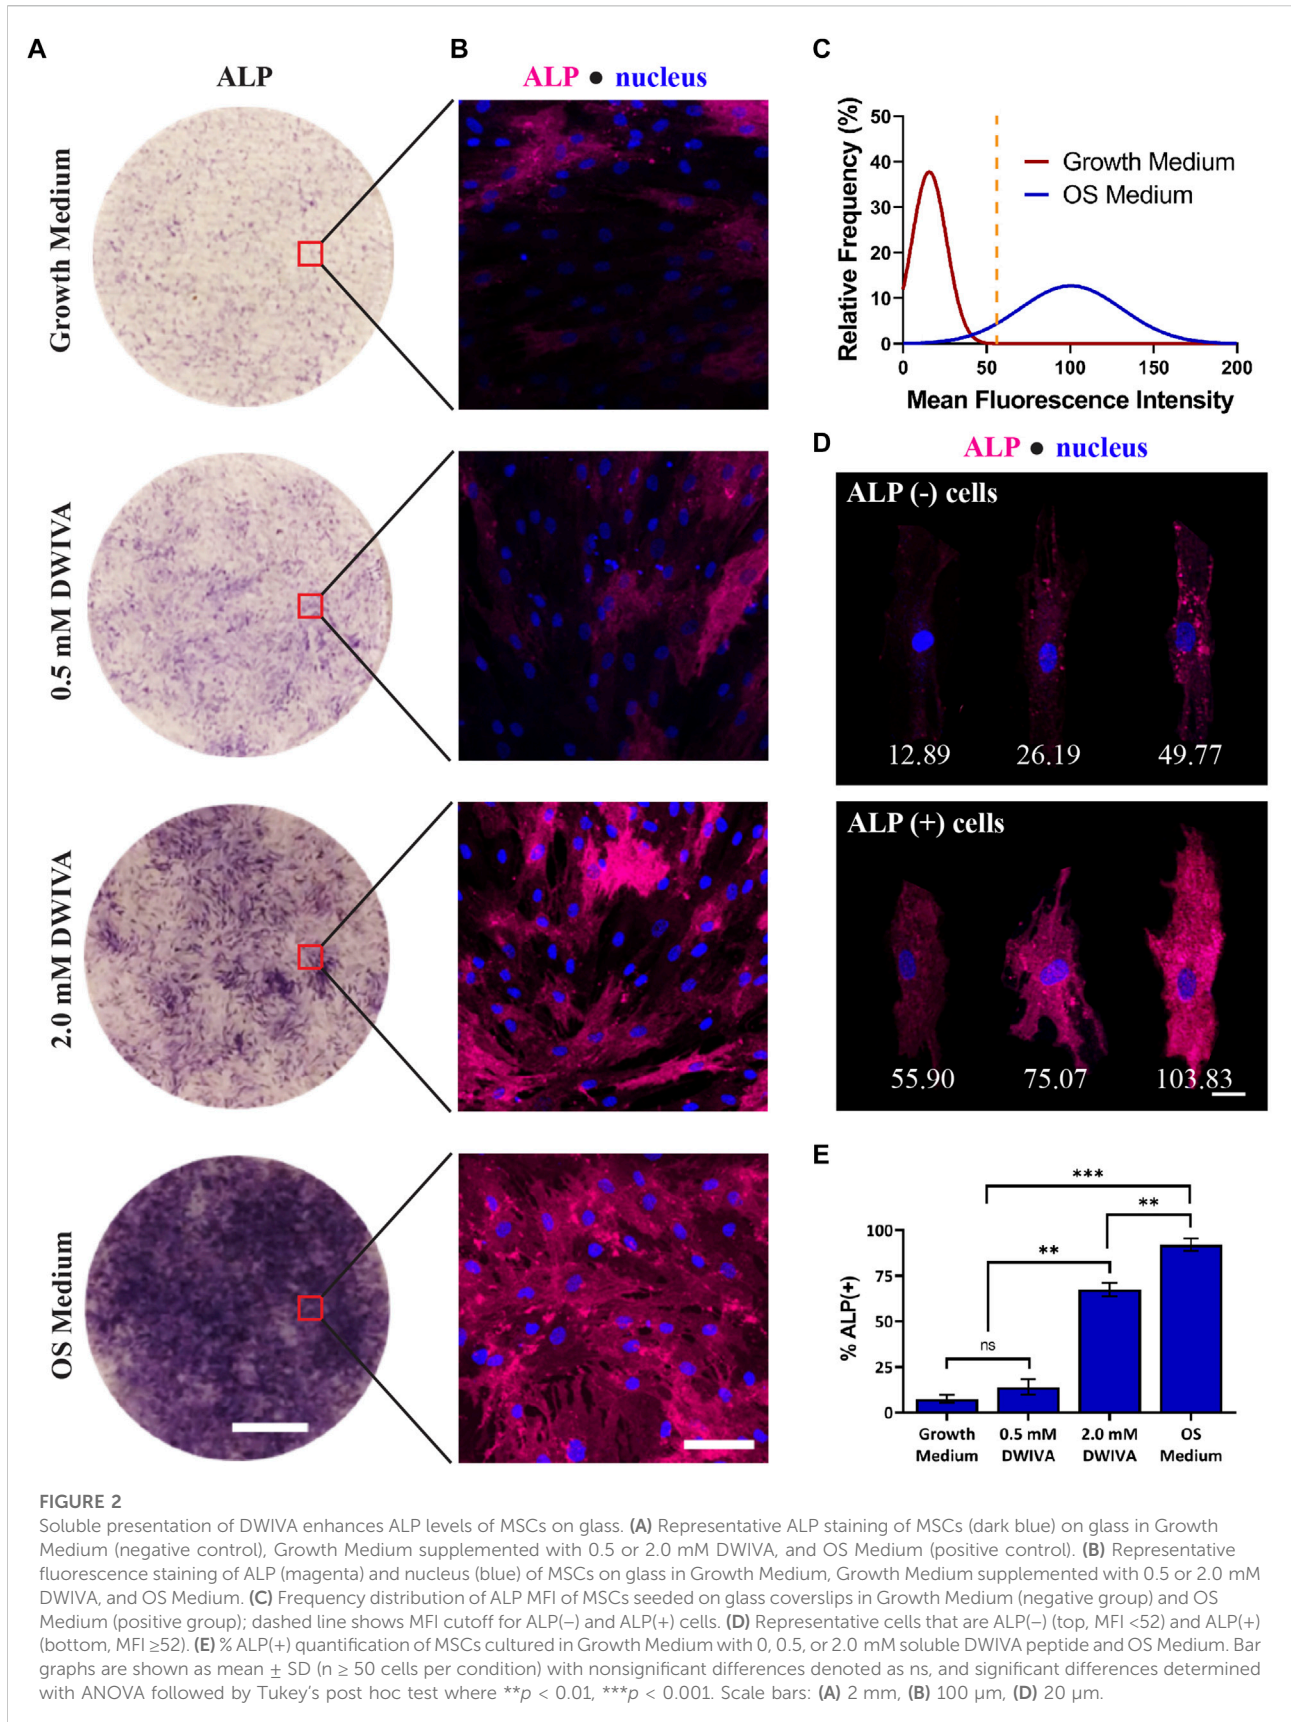 A
ALP
Growth Medium
0.5 mM DWIVA
2.0 mM DWIVA
OS Medium
B
ALP ● nucleus
C
Relative Frequency (%)
50
40
30
20
10
0
Growth Medium
OS Medium
0 50 100 150 200
Mean Fluorescence Intensity
D
ALP ● nucleus
ALP (-) cells
12.89 26.19 49.77
ALP (+) cells
55.90 75.07 103.83
E
% ALP(+)
100
75
50
25
0
***
**
**
ns
Growth Medium
0.5 mM DWIVA
2.0 mM DWIVA
OS Medium
FIGURE 2
Soluble presentation of DWIVA enhances ALP levels of MSCs on glass. (A) Representative ALP staining of MSCs (dark blue) on glass in Growth
Medium (negative control), Growth Medium supplemented with 0.5 or 2.0 mM DWIVA, and OS Medium (positive control). (B) Representative
fluorescence staining of ALP (magenta) and nucleus (blue) of MSCs on glass in Growth Medium, Growth Medium supplemented with 0.5 or 2.0 mM
DWIVA, and OS Medium. (C) Frequency distribution of ALP MFI of MSCs seeded on glass coverslips in Growth Medium (negative group) and OS
Medium (positive group); dashed line shows MFI cutoff for ALP(−) and ALP(+) cells. (D) Representative cells that are ALP(−) (top, MFI <52) and ALP(+)
(bottom, MFI ≥52). (E) % ALP(+) quantification of MSCs cultured in Growth Medium with 0, 0.5, or 2.0 mM soluble DWIVA peptide and OS Medium. Bar
graphs are shown as mean ± SD (n ≥ 50 cells per condition) with nonsignificant differences denoted as ns, and significant differences determined
with ANOVA followed by Tukey's post hoc test where **p < 0.01, ***p < 0.001. Scale bars: (A) 2 mm, (B) 100 µm, (D) 20 µm.